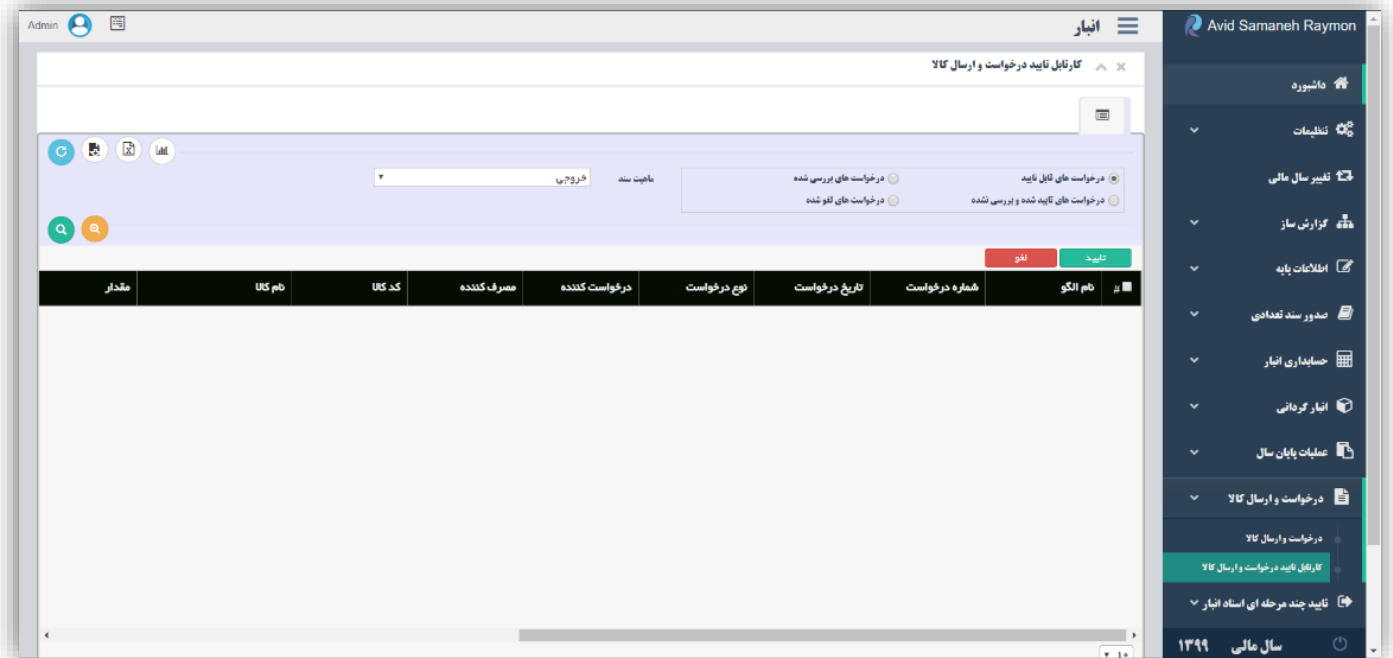 Avid Samaneh Raymon
انبار
Admin
داشبورد
تنظیمات
تغییر سال مالی
گزارش ساز
اطلاعات پایه
صدور سند تعدادی
حسابداری انبار
انبار گردانی
عملیات پایان سال
درخواست و ارسال کالا
درخواست و ارسال کالا
کارتابل تایید درخواست و ارسال کالا
تایید چند مرحله ای اسناد انبار
سال مالی ۱۳۹۹
کارتابل تایید درخواست و ارسال کالا
درخواست های قابل تایید درخواست های بررسی شده ماهیت سند خروجی
درخواست های تایید شده و بررسی نشده درخواست های لغو شده
تایید لغو
# نام الگو شماره درخواست تاریخ درخواست نوع درخواست درخواست کننده مصرف کننده کد کالا نام کالا مقدار
۱۰